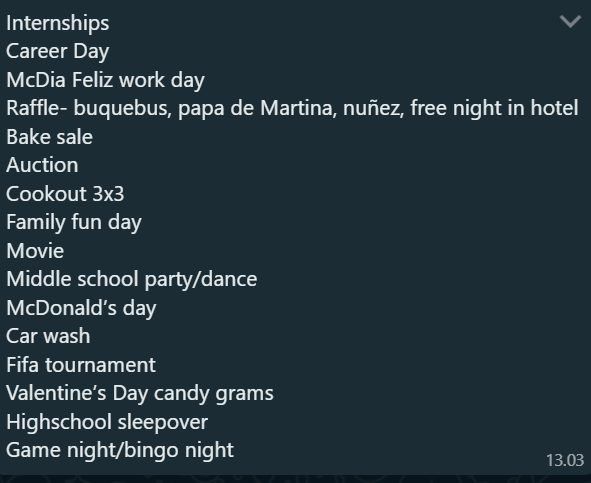 Internships
Career Day
McDia Feliz work day
Raffle- buquebus, papa de Martina, nuñez, free night in hotel
Bake sale
Auction
Cookout 3x3
Family fun day
Movie
Middle school party/dance
McDonald’s day
Car wash
Fifa tournament
Valentine’s Day candy grams
Highschool sleepover
Game night/bingo night
13.03